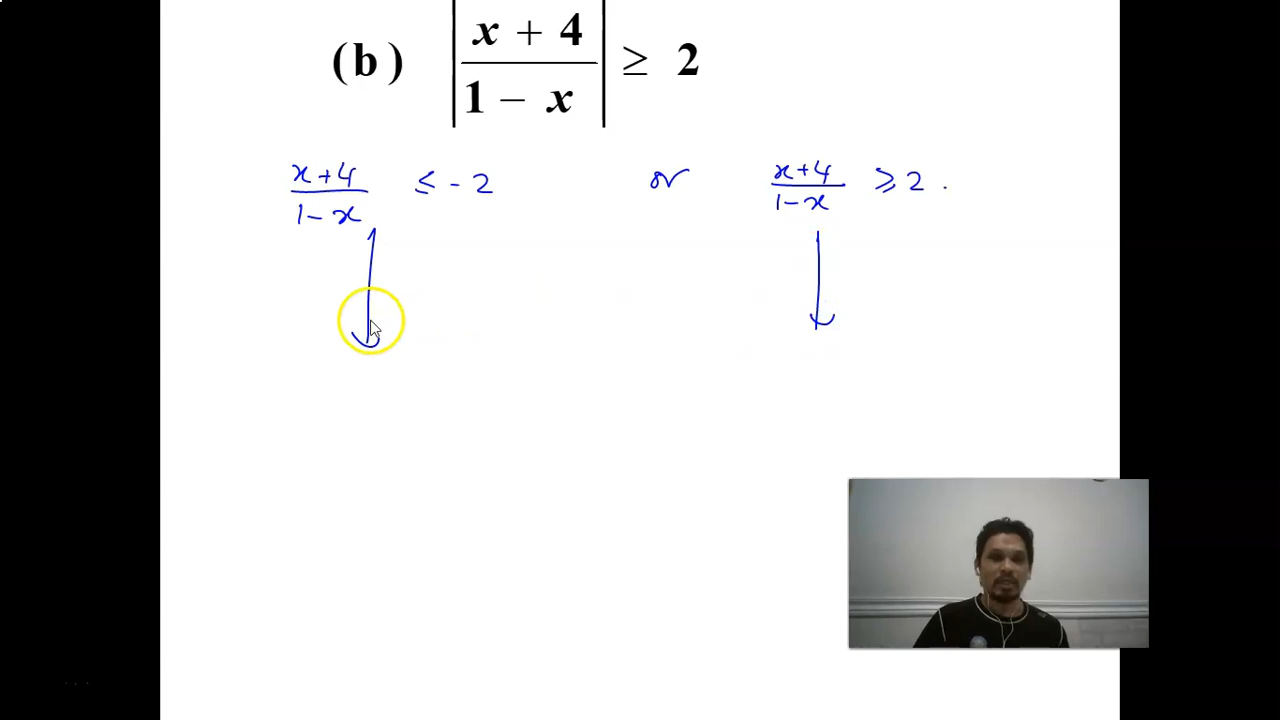 (b) |x + 4 / 1 − x| ≥ 2
x+4 / 1−x ≤ -2 or x+4 / 1−x ⩾ 2 .